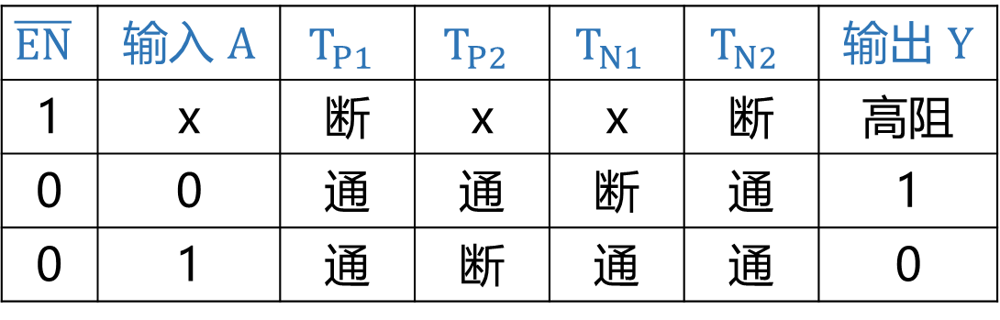 E̅N̅ 输入 A T_P1 T_P2 T_N1 T_N2 输出 Y
1 x 断 x x 断 高阻
0 0 通 通 断 通 1
0 1 通 断 通 通 0